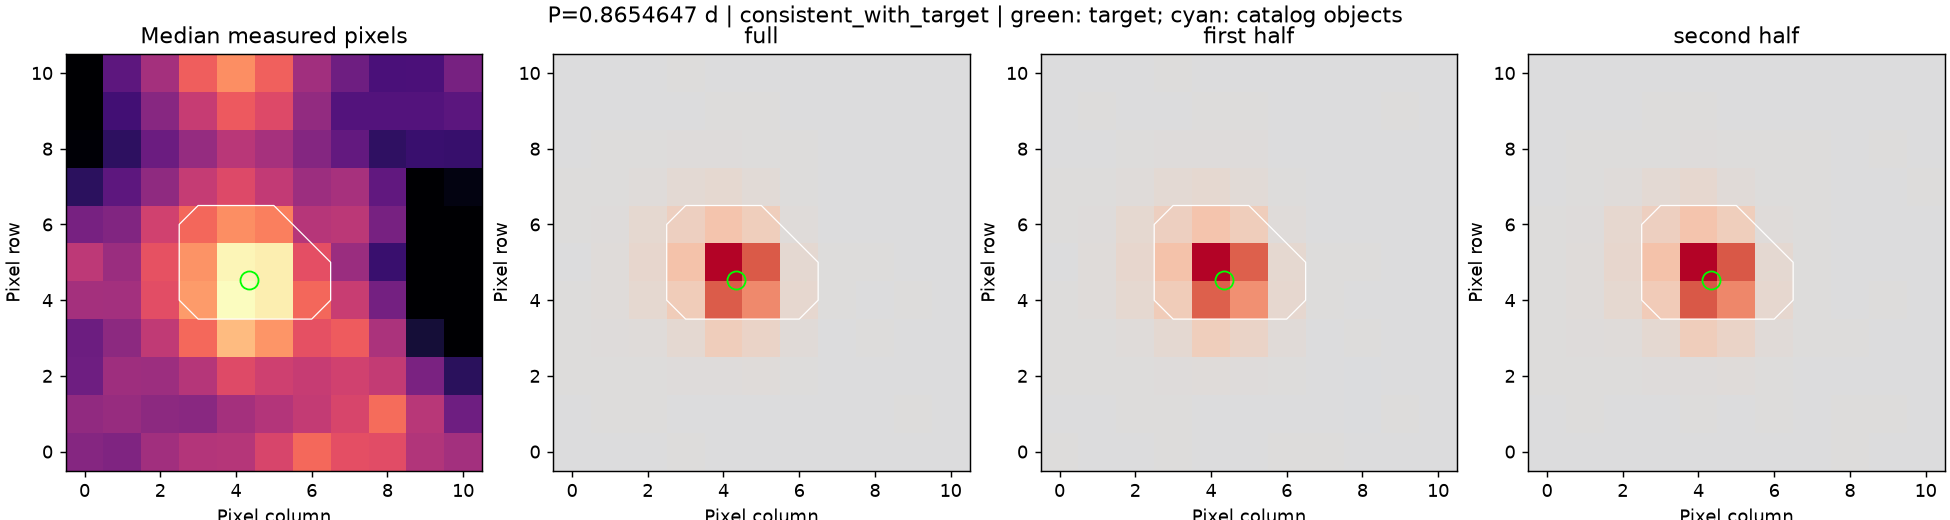 P=0.8654647 d | consistent_with_target | green: target; cyan: catalog objects
Median measured pixels
full
first half
second half
Pixel row
10
8
6
4
2
0
0 2 4 6 8 10
Pixel column
Pixel row
10
8
6
4
2
0
0 2 4 6 8 10
Pixel column
Pixel row
10
8
6
4
2
0
0 2 4 6 8 10
Pixel column
Pixel row
10
8
6
4
2
0
0 2 4 6 8 10
Pixel column